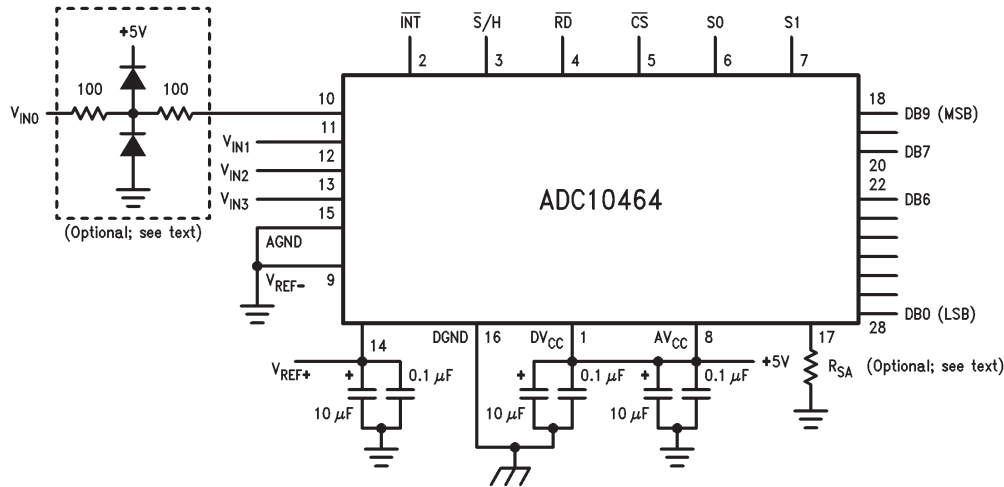 I̅N̅T̅ S̅/H R̅D̅ C̅S̅ S0 S1
+5V
2 3 4 5 6 7
100 100
V_IN0
10
18 DB9 (MSB)
11
V_IN1
DB7
12
20
V_IN2
13
22
V_IN3
DB6
ADC10464
15
(Optional; see text)
AGND
V_REF- 9
DB0 (LSB)
28
14 DGND 16 DV_CC 1 AV_CC 8 17
V_REF+ +5V R_SA (Optional; see text)
+ 0.1 μF + 0.1 μF + 0.1 μF
10 μF 10 μF 10 μF